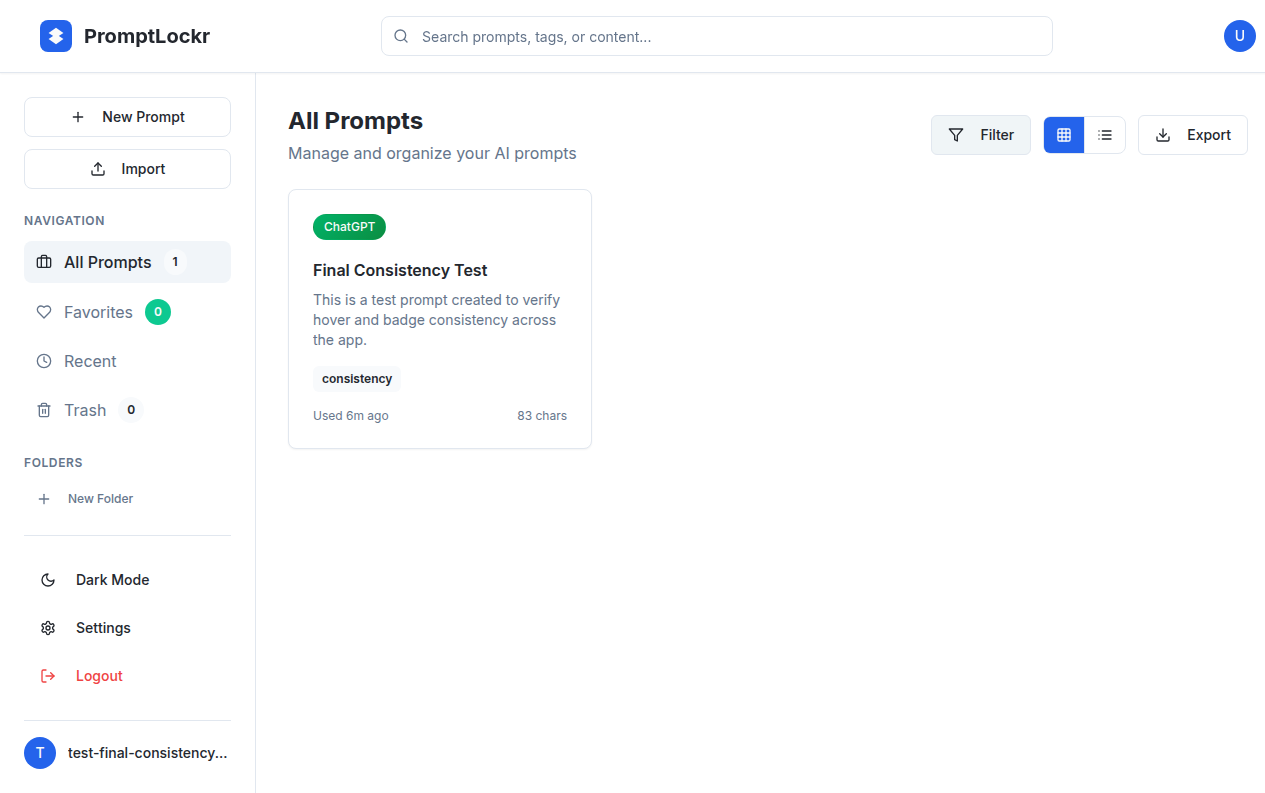 PromptLockr
Search prompts, tags, or content...
U
New Prompt
Import
NAVIGATION
All Prompts 1
Favorites 0
Recent
Trash 0
FOLDERS
New Folder
Dark Mode
Settings
Logout
T test-final-consistency...
All Prompts
Manage and organize your AI prompts
Filter
Export
ChatGPT
Final Consistency Test
This is a test prompt created to verify
hover and badge consistency across
the app.
consistency
Used 6m ago 83 chars